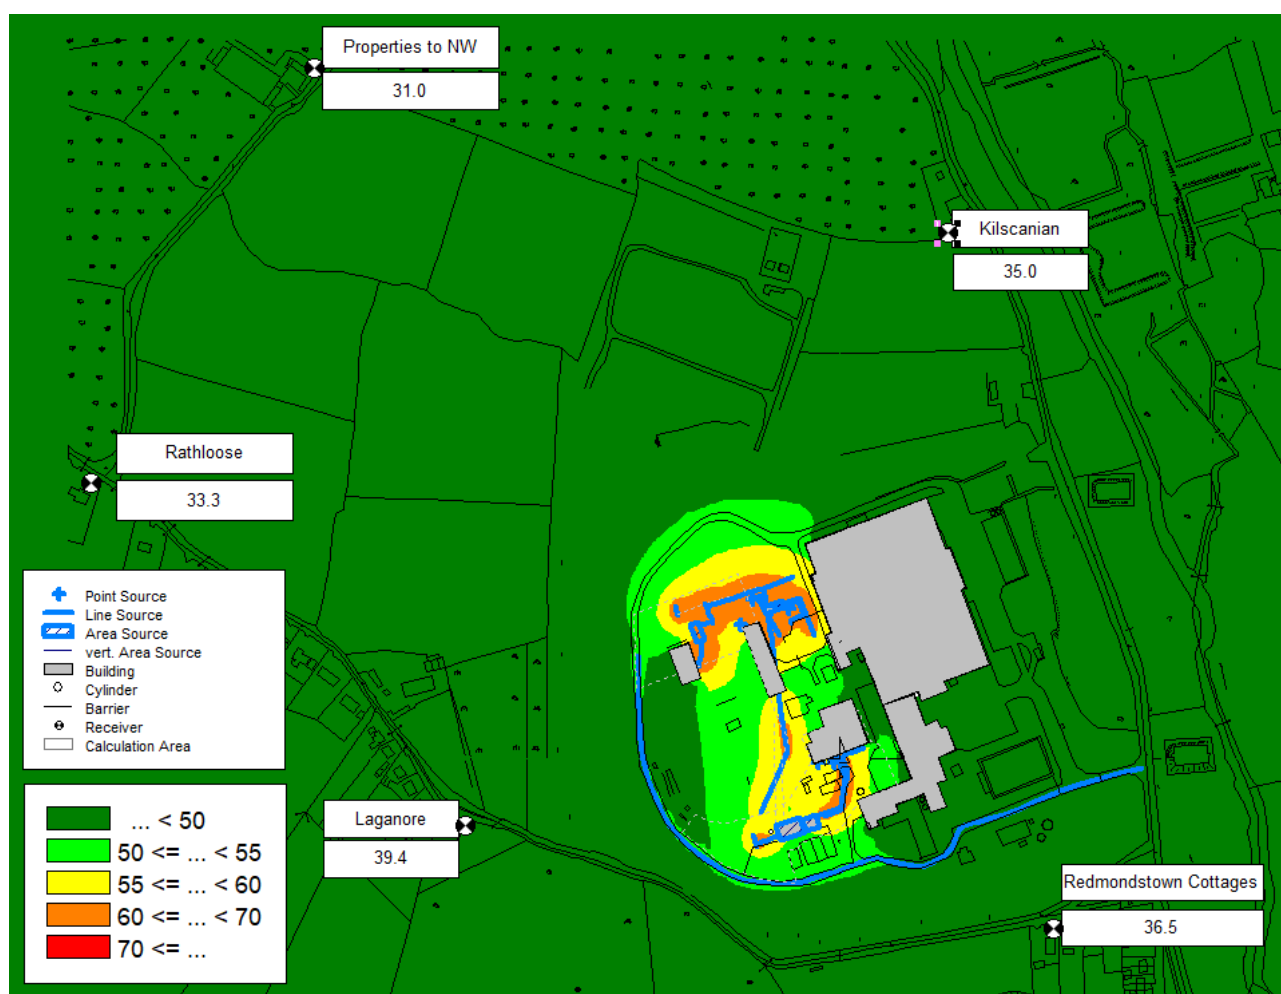 Properties to NW
31.0
Kilscanian
35.0
Rathloose
33.3
Point Source
Line Source
Area Source
vert. Area Source
Building
Cylinder
Barrier
Receiver
Calculation Area
... < 50
50 <= ... < 55
55 <= ... < 60
60 <= ... < 70
70 <= ...
Laganore
39.4
Redmondstown Cottages
36.5